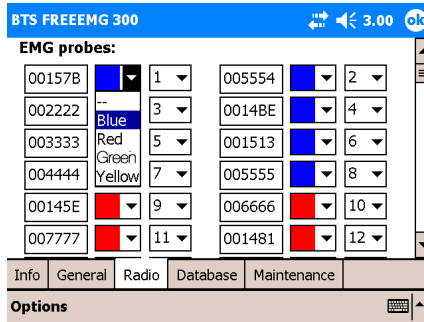 BTS FREEEMG 300 3.00 ok
EMG probes:
00157B 1 005554 2
--
002222 3 0014BE 4
Blue
003333 Red 5 001513 6
Green
004444 Yellow 7 005555 8
00145E 9 006666 10
007777 11 001481 12
Info General Radio Database Maintenance
Options